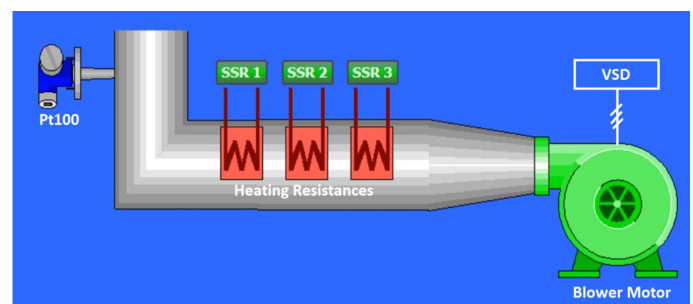 SSR 1
SSR 2
SSR 3
VSD
Pt100
Heating Resistances
Blower Motor